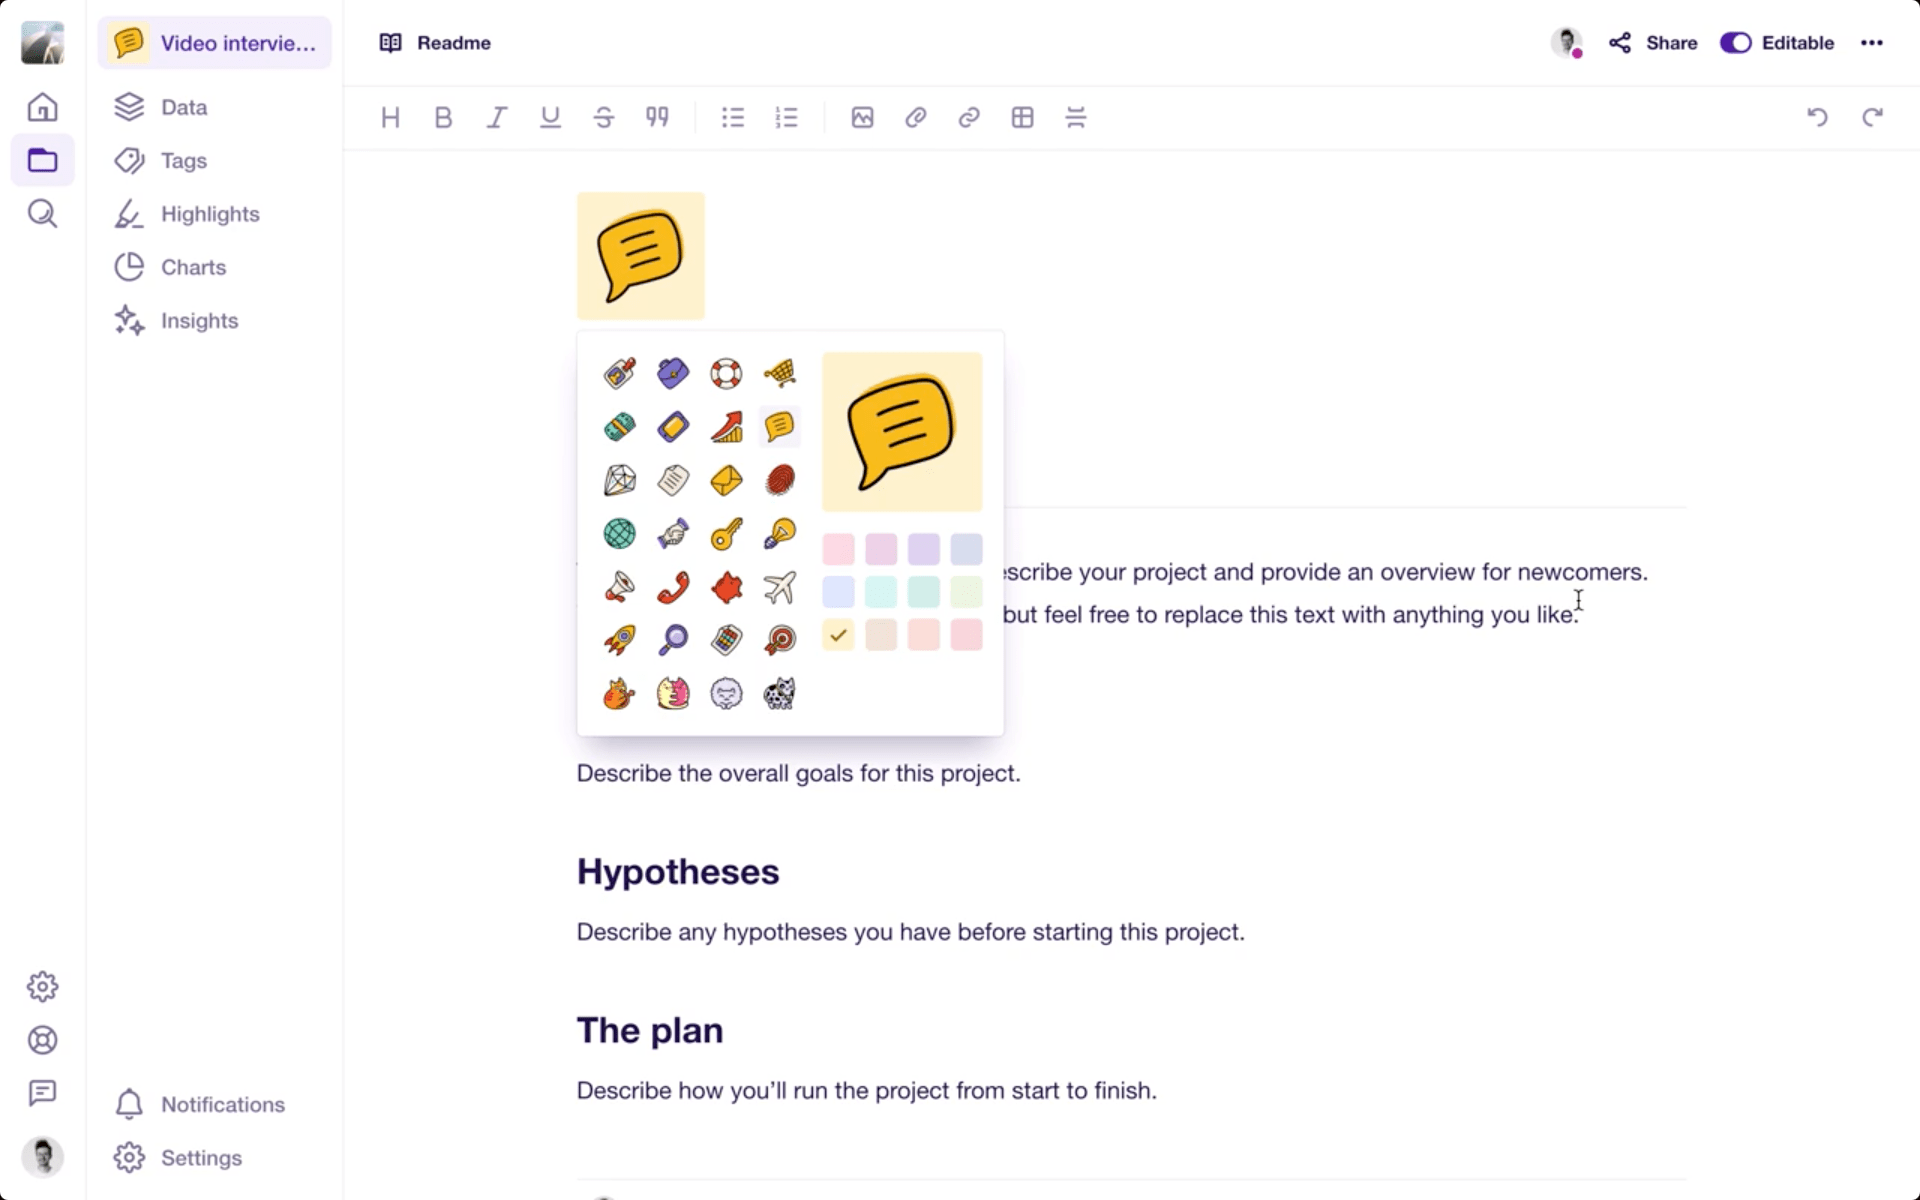 Video intervie...
Data
Tags
Highlights
Charts
Insights
Notifications
Settings
Readme
Share
Editable
H B I U S
scribe your project and provide an overview for newcomers.
but feel free to replace this text with anything you like.
Describe the overall goals for this project.
Hypotheses
Describe any hypotheses you have before starting this project.
The plan
Describe how you’ll run the project from start to finish.